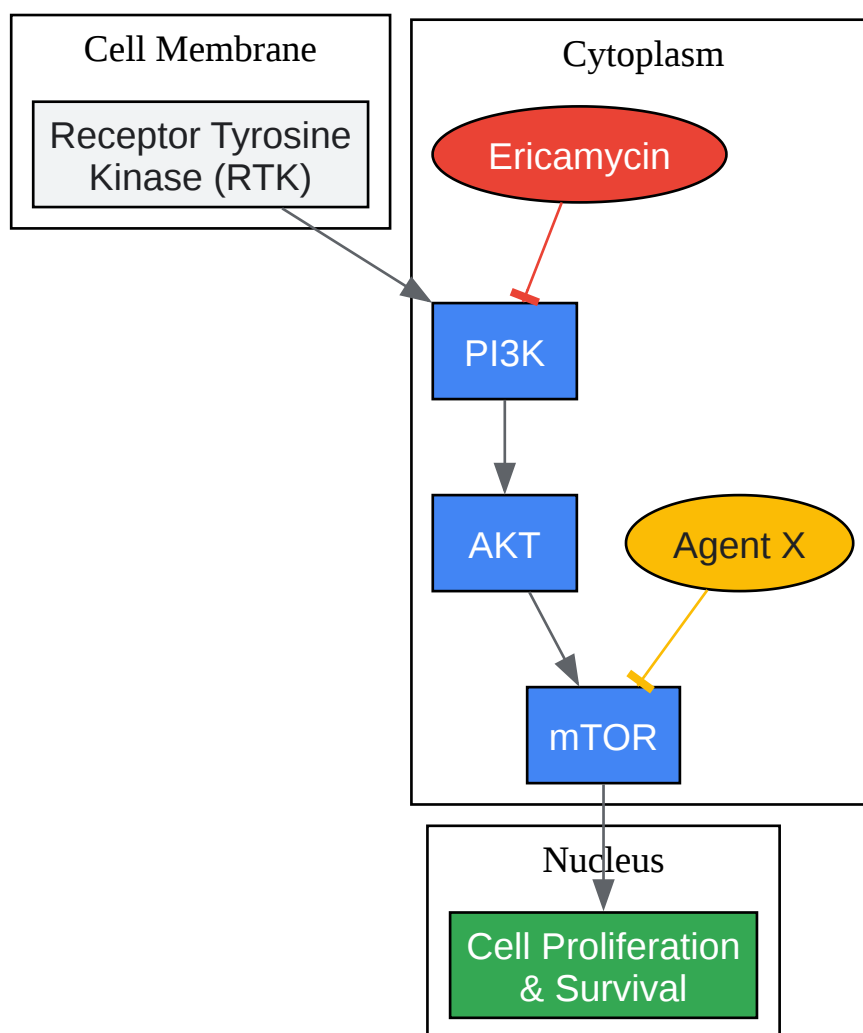 Cell Membrane
Receptor Tyrosine
Kinase (RTK)
Cytoplasm
Ericamycin
PI3K
AKT
Agent X
mTOR
Nucleus
Cell Proliferation
& Survival